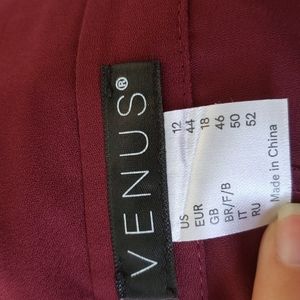 VENUS®
US 12
EUR 44
GB 18
BR/F/B 46
IT 50
RU 52
Made in China